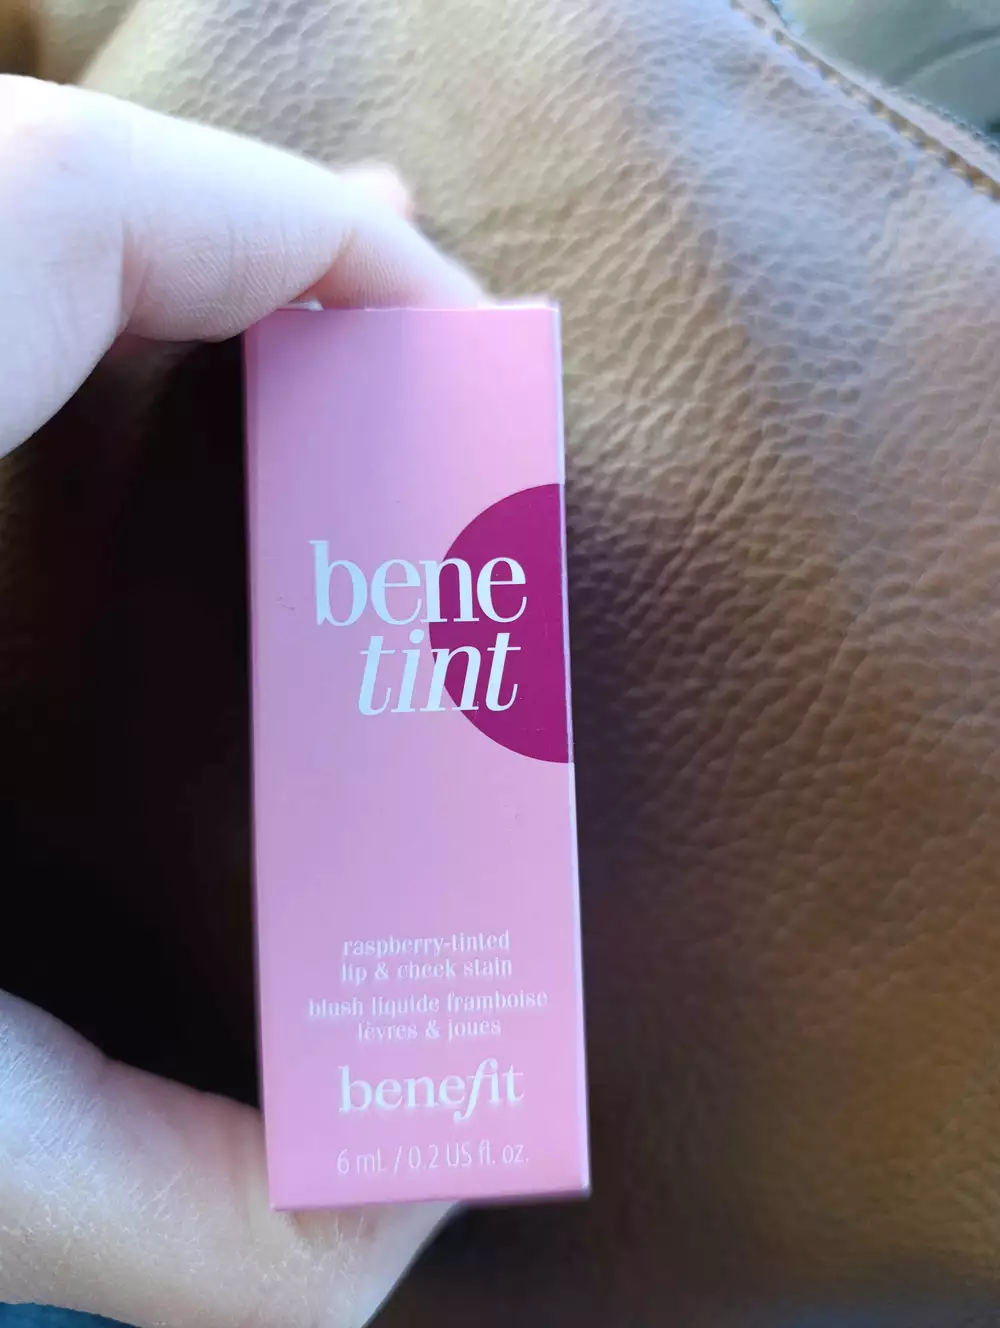 bene
tint
raspberry-tinted
lip & cheek stain
blush liquide framboise
lèvres & joues
benefit
6 mL / 0.2 US fl. oz.